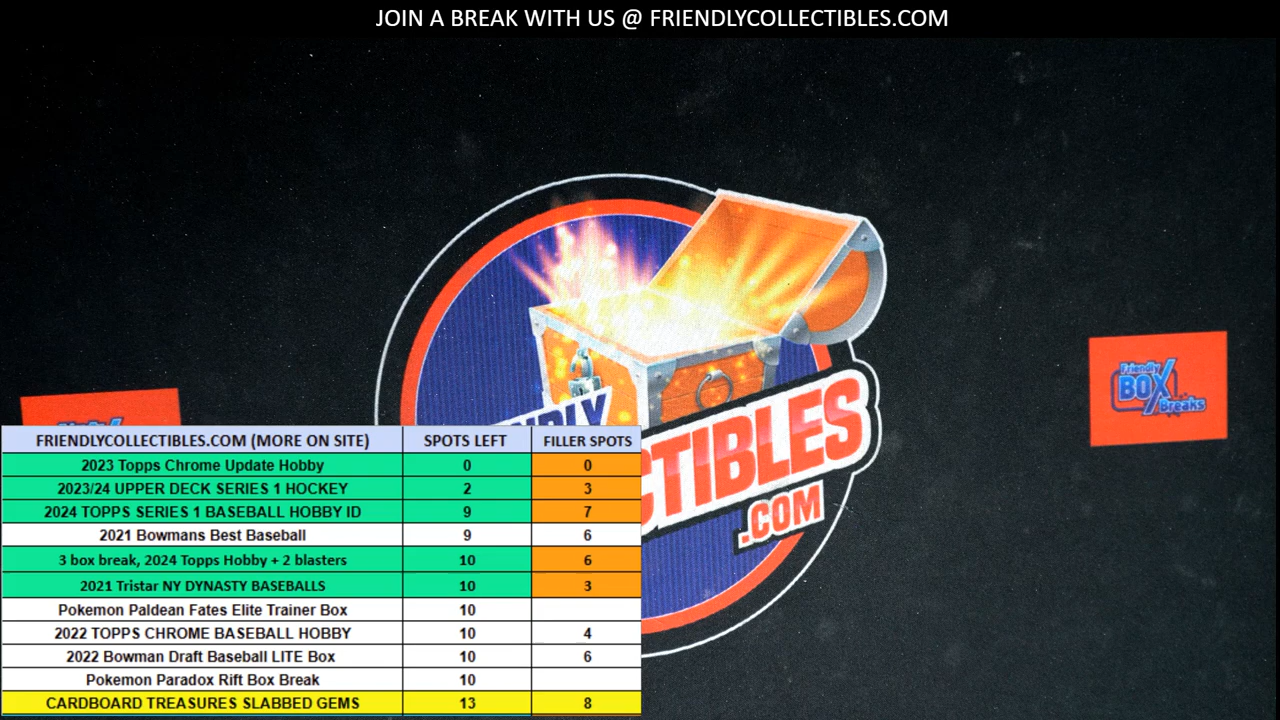 JOIN A BREAK WITH US @ FRIENDLYCOLLECTIBLES.COM
CTIBLES
.COM
Friendly
BOX
Breaks
FRIENDLYCOLLECTIBLES.COM (MORE ON SITE) SPOTS LEFT FILLER SPOTS
2023 Topps Chrome Update Hobby 0 0
2023/24 UPPER DECK SERIES 1 HOCKEY 2 3
2024 TOPPS SERIES 1 BASEBALL HOBBY ID 9 7
2021 Bowmans Best Baseball 9 6
3 box break, 2024 Topps Hobby + 2 blasters 10 6
2021 Tristar NY DYNASTY BASEBALLS 10 3
Pokemon Paldean Fates Elite Trainer Box 10
2022 TOPPS CHROME BASEBALL HOBBY 10 4
2022 Bowman Draft Baseball LITE Box 10 6
Pokemon Paradox Rift Box Break 10
CARDBOARD TREASURES SLABBED GEMS 13 8